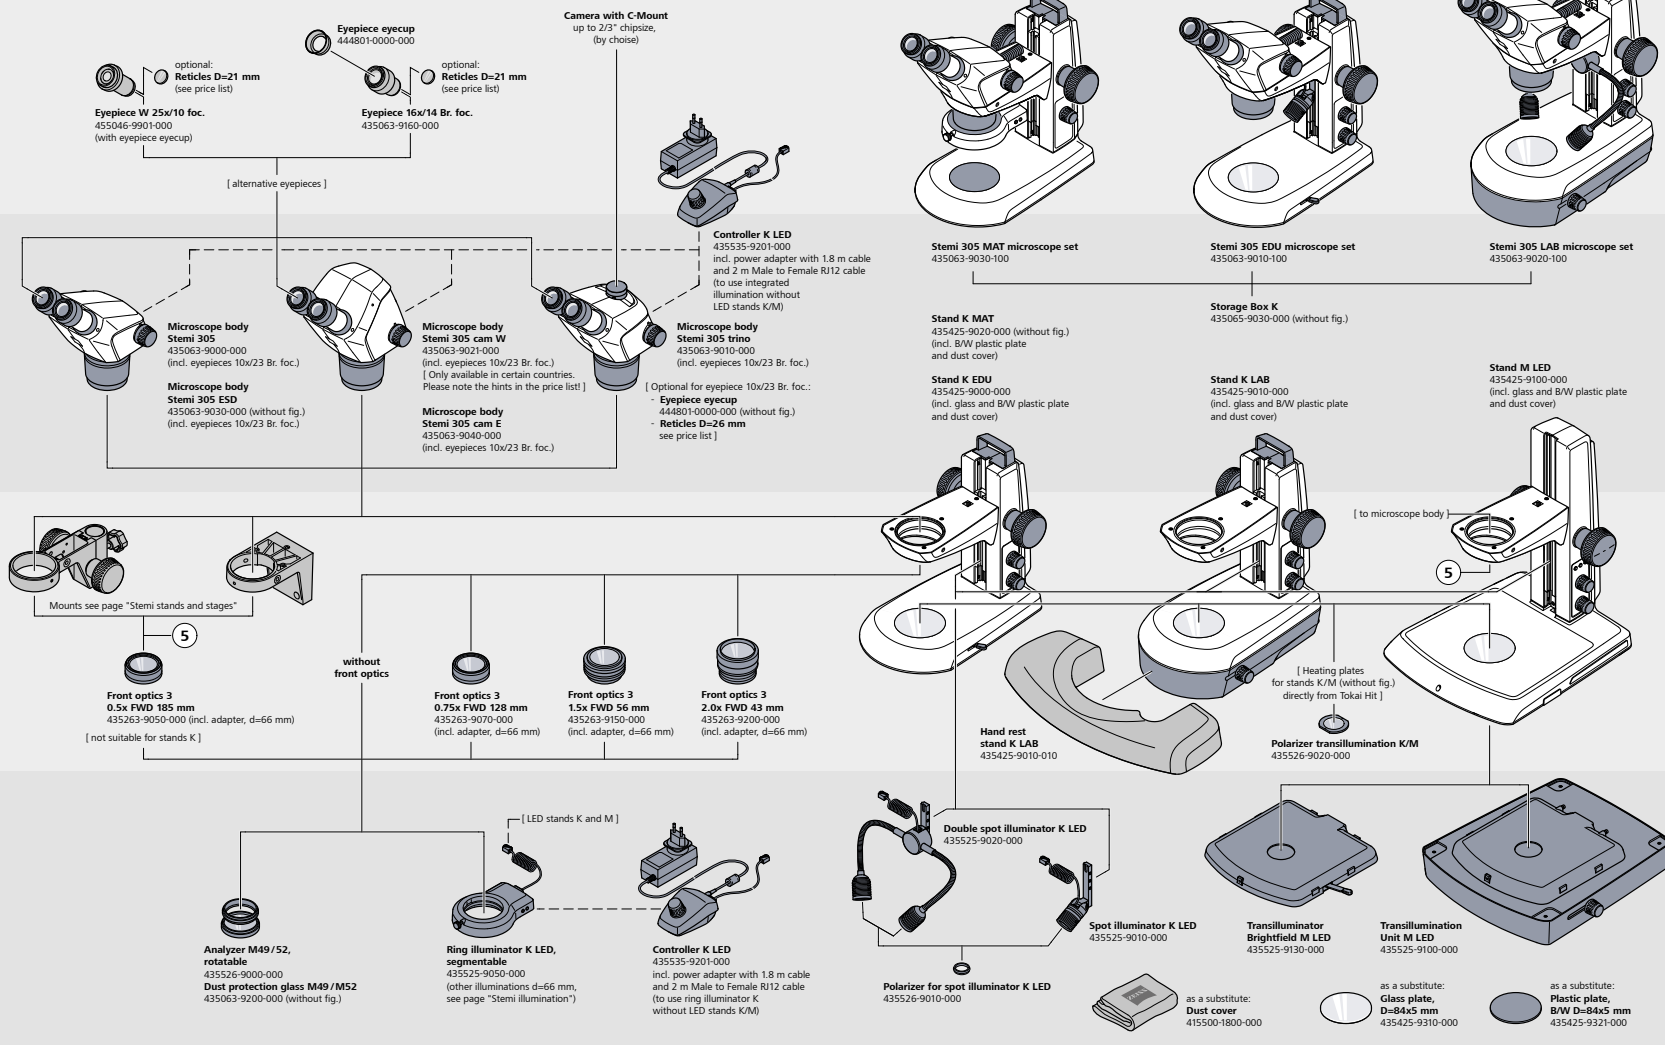 Eyepiece eyecup
444801-0000-000
optional:
Reticles D=21 mm
(see price list)
Eyepiece W 25x/10 foc.
455046-9901-000
(with eyepiece eyecup)
optional:
Reticles D=21 mm
(see price list)
Eyepiece 16x/14 Br. foc.
435063-9160-000
[ alternative eyepieces ]
Camera with C-Mount
up to 2/3" chipsize,
(by choise)
Controller K LED
435535-9201-000
incl. power adapter with 1.8 m cable
and 2 m Male to Female RJ12 cable
(to use integrated
illumination without
LED stands K/M)
Stemi 305 MAT microscope set
435063-9030-100
Stemi 305 EDU microscope set
435063-9010-100
Stemi 305 LAB microscope set
435063-9020-100
Storage Box K
435065-9030-000 (without fig.)
Microscope body
Stemi 305
435063-9000-000
(incl. eyepieces 10x/23 Br. foc.)
Microscope body
Stemi 305 ESD
435063-9030-000 (without fig.)
(incl. eyepieces 10x/23 Br. foc.)
Microscope body
Stemi 305 cam W
435063-9021-000
(incl. eyepieces 10x/23 Br. foc.)
[ Only available in certain countries.
Please note the hints in the price list! ]
Microscope body
Stemi 305 cam E
435063-9040-000
(incl. eyepieces 10x/23 Br. foc.)
Microscope body
Stemi 305 trino
435063-9010-000
(incl. eyepieces 10x/23 Br. foc.)
[ Optional for eyepiece 10x/23 Br. foc.:
- Eyepiece eyecup
444801-0000-000 (without fig.)
- Reticles D=26 mm
see price list ]
Stand K MAT
435425-9020-000 (without fig.)
(incl. B/W plastic plate
and dust cover)
Stand K EDU
435425-9000-000
(incl. glass and B/W plastic plate
and dust cover)
Stand K LAB
435425-9010-000
(incl. glass and B/W plastic plate
and dust cover)
Stand M LED
435425-9100-000
(incl. glass and B/W plastic plate
and dust cover)
[ to microscope body ]
5
Mounts see page "Stemi stands and stages"
5
Front optics 3
0.5x FWD 185 mm
435263-9050-000 (incl. adapter, d=66 mm)
[ not suitable for stands K ]
without
front optics
Front optics 3
0.75x FWD 128 mm
435263-9070-000
(incl. adapter, d=66 mm)
Front optics 3
1.5x FWD 56 mm
435263-9150-000
(incl. adapter, d=66 mm)
Front optics 3
2.0x FWD 43 mm
435263-9200-000
(incl. adapter, d=66 mm)
Hand rest
stand K LAB
435425-9010-010
[ Heating plates
for stands K/M (without fig.)
directly from Tokai Hit ]
Polarizer transillumination K/M
435526-9020-000
[ LED stands K and M ]
Analyzer M49/52,
rotatable
435526-9000-000
Dust protection glass M49/M52
435063-9200-000 (without fig.)
Ring illuminator K LED,
segmentable
435525-9050-000
(other illuminations d=66 mm,
see page "Stemi illumination")
Controller K LED
435535-9201-000
incl. power adapter with 1.8 m cable
and 2 m Male to Female RJ12 cable
(to use ring illuminator K
without LED stands K/M)
Double spot illuminator K LED
435525-9020-000
Spot illuminator K LED
435525-9010-000
Polarizer for spot illuminator K LED
435526-9010-000
Transilluminator
Brightfield M LED
435525-9130-000
Transillumination
Unit M LED
435525-9100-000
ZEISS
as a substitute:
Dust cover
415500-1800-000
as a substitute:
Glass plate,
D=84x5 mm
435425-9310-000
as a substitute:
Plastic plate,
B/W D=84x5 mm
435425-9321-000